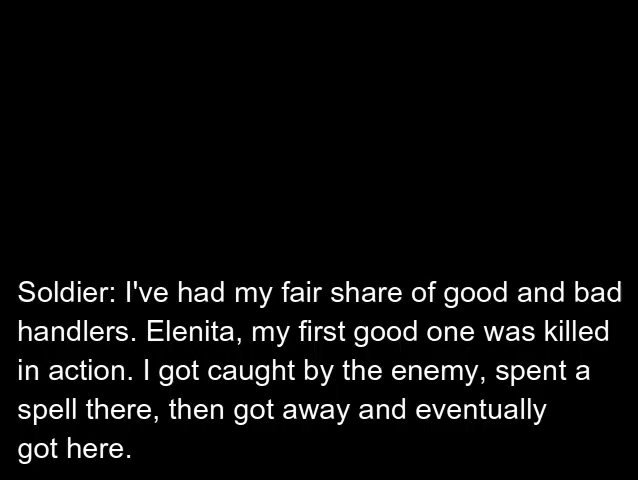 Soldier: I've had my fair share of good and bad
handlers. Elenita, my first good one was killed
in action. I got caught by the enemy, spent a
spell there, then got away and eventually
got here.